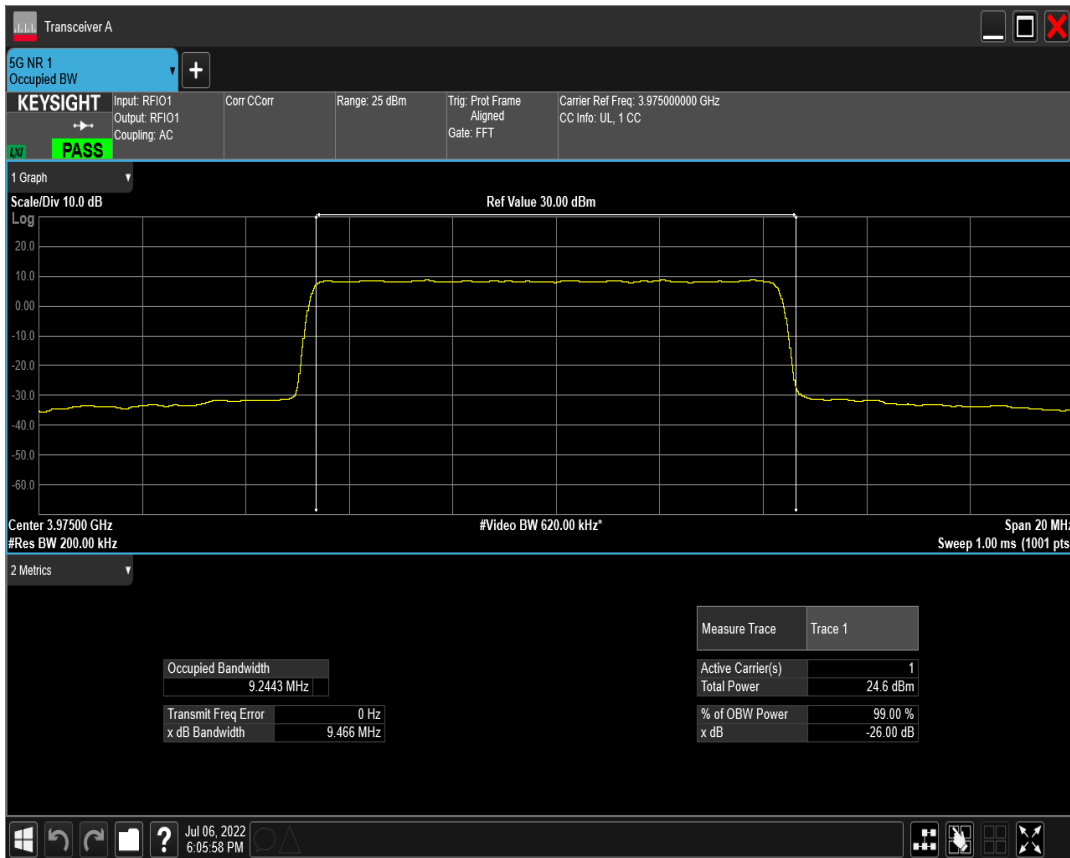 Transceiver A
5G NR 1
Occupied BW
+
KEYSIGHT
LXI
PASS
Input: RFIO1
Output: RFIO1
Coupling: AC
Corr CCorr
Range: 25 dBm
Trig: Prot Frame
Aligned
Gate: FFT
Carrier Ref Freq: 3.975000000 GHz
CC Info: UL, 1 CC
1 Graph
Scale/Div 10.0 dB
Ref Value 30.00 dBm
Log
20.0
10.0
0.00
-10.0
-20.0
-30.0
-40.0
-50.0
-60.0
Center 3.97500 GHz
#Video BW 620.00 kHz*
Span 20 MHz
#Res BW 200.00 kHz
Sweep 1.00 ms (1001 pts
2 Metrics
Measure Trace Trace 1
Occupied Bandwidth
9.2443 MHz
Active Carrier(s) 1
Total Power 24.6 dBm
Transmit Freq Error 0 Hz
x dB Bandwidth 9.466 MHz
% of OBW Power 99.00 %
x dB -26.00 dB
?
Jul 06, 2022
6:05:58 PM